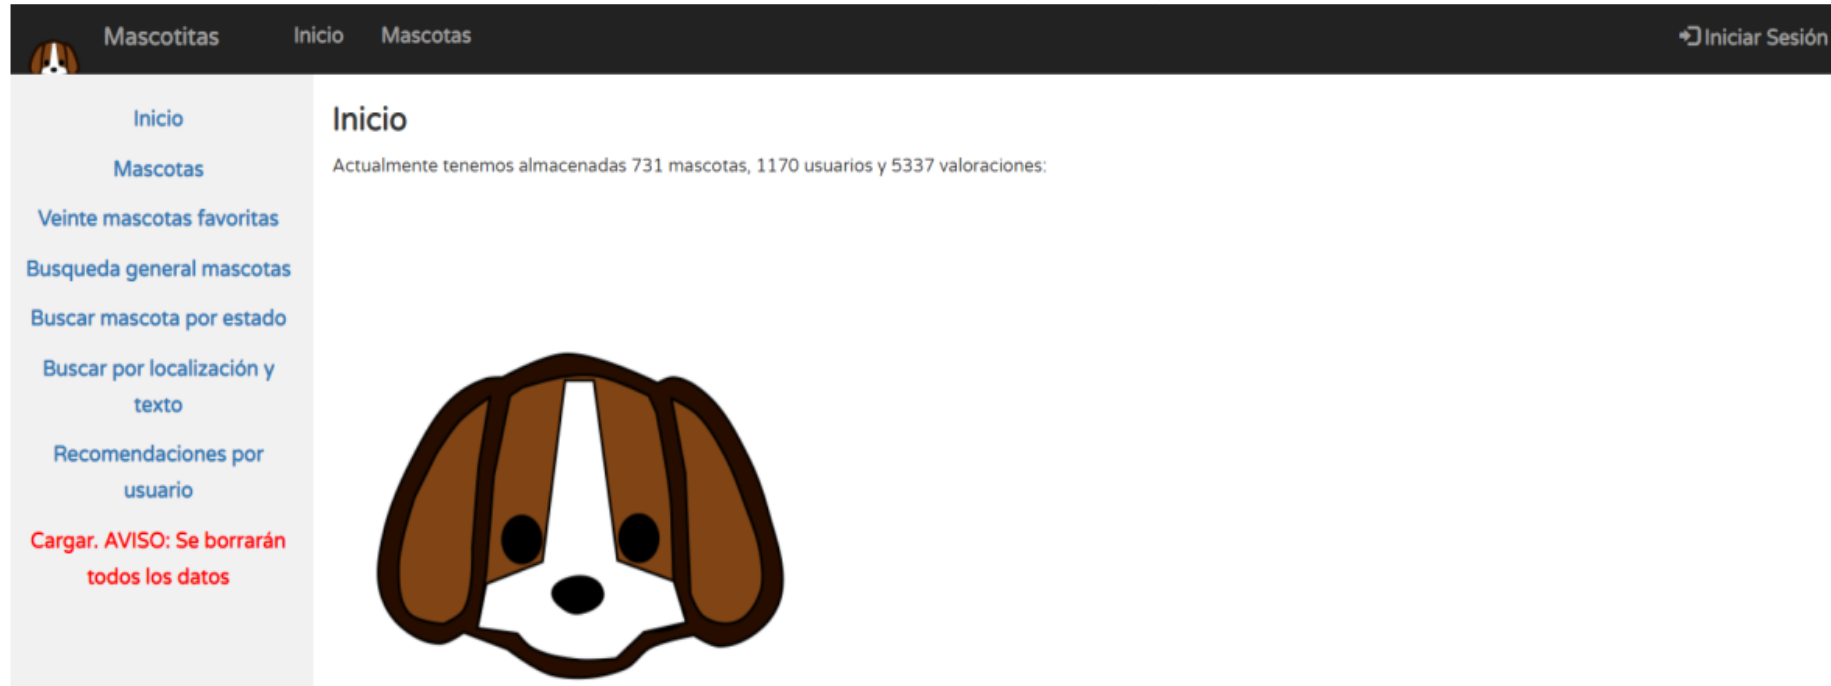 Mascotitas
Inicio
Mascotas
Iniciar Sesión
Inicio
Mascotas
Veinte mascotas favoritas
Busqueda general mascotas
Buscar mascota por estado
Buscar por localización y
texto
Recomendaciones por
usuario
Cargar. AVISO: Se borrarán
todos los datos
Inicio
Actualmente tenemos almacenadas 731 mascotas, 1170 usuarios y 5337 valoraciones: